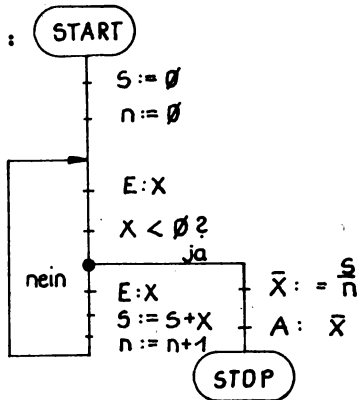 : START
S := Ø
n := Ø
E: X
X < Ø?
ja
nein
E: X
S := S+X
n := n+1
X̄ := S/n
A: X̄
STOP